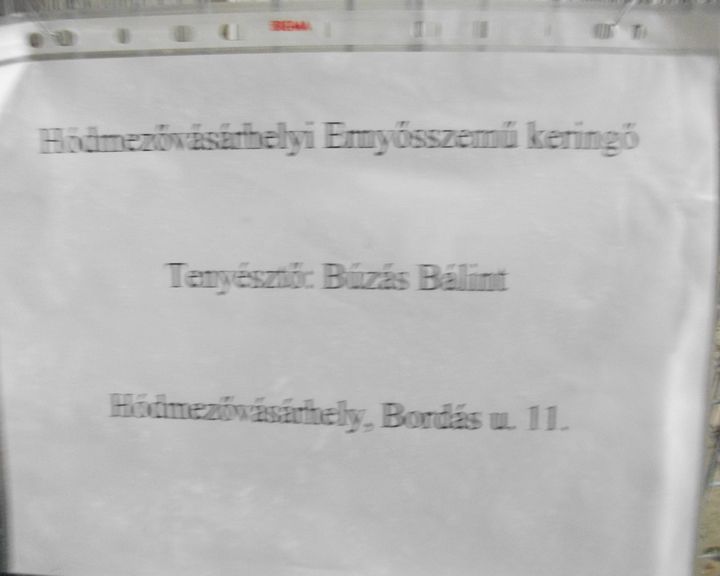 Hódmezővásárhelyi Ernyősszemű keringő
Tenyésztő: Búzás Bálint
Hódmezővásárhely, Bordás u. 11.